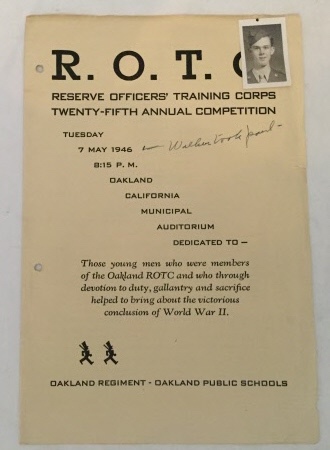 R. O. T. C
RESERVE OFFICERS' TRAINING CORPS
TWENTY-FIFTH ANNUAL COMPETITION
TUESDAY
7 MAY 1946
8:15 P. M.
OAKLAND
CALIFORNIA
MUNICIPAL
AUDITORIUM
DEDICATED TO —
Those young men who were members
of the Oakland ROTC and who through
devotion to duty, gallantry and sacrifice
helped to bring about the victorious
conclusion of World War II.
OAKLAND REGIMENT - OAKLAND PUBLIC SCHOOLS